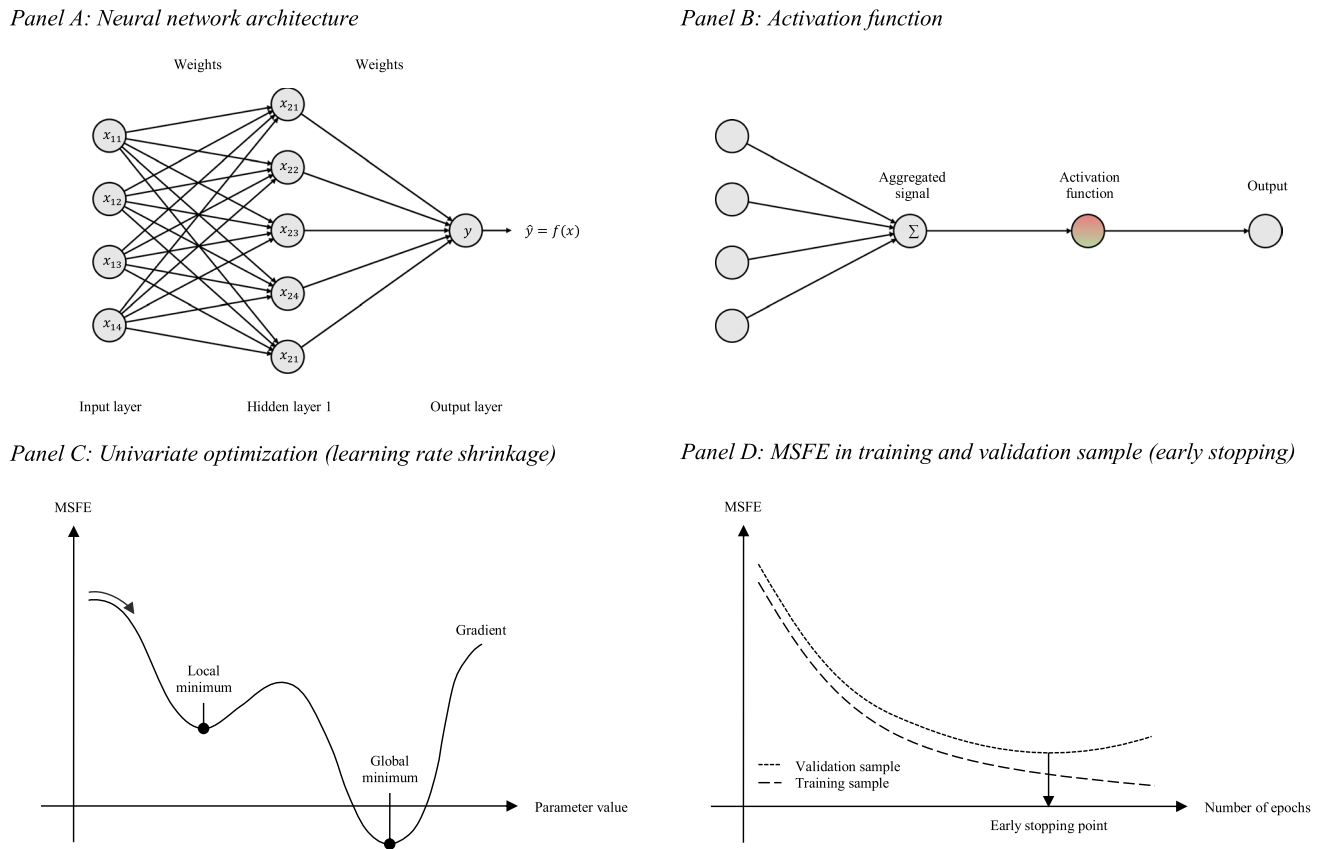 Panel A: Neural network architecture
Weights
Weights
x₁₁
x₁₂
x₁₃
x₁₄
x₂₁
x₂₂
x₂₃
x₂₄
x₂₁
y
ŷ = f(x)
Input layer
Hidden layer 1
Output layer
Panel B: Activation function
Aggregated
signal
∑
Activation
function
Output
Panel C: Univariate optimization (learning rate shrinkage)
MSFE
Local
minimum
Gradient
Global
minimum
Parameter value
Panel D: MSFE in training and validation sample (early stopping)
MSFE
Validation sample
Training sample
Number of epochs
Early stopping point